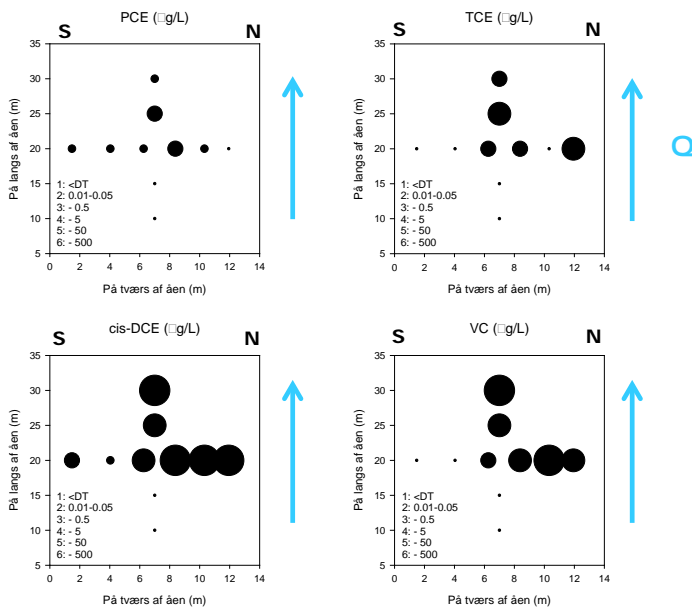 PCE (□g/L)
S N
35
30
25
20
15
10
5
På langs af åen (m)
1: <DT
2: 0.01-0.05
3: - 0.5
4: - 5
5: - 50
6: - 500
0 2 4 6 8 10 12 14
På tværs af åen (m)
TCE (□g/L)
S N
35
30
25
20
15
10
5
På langs af åen (m)
1: <DT
2: 0.01-0.05
3: - 0.5
4: - 5
5: - 50
6: - 500
0 2 4 6 8 10 12 14
På tværs af åen (m)
Q
cis-DCE (□g/L)
S N
35
30
25
20
15
10
5
På langs af åen (m)
1: <DT
2: 0.01-0.05
3: - 0.5
4: - 5
5: - 50
6: - 500
0 2 4 6 8 10 12 14
På tværs af åen (m)
VC (□g/L)
S N
35
30
25
20
15
10
5
På langs af åen (m)
1: <DT
2: 0.01-0.05
3: - 0.5
4: - 5
5: - 50
6: - 500
0 2 4 6 8 10 12 14
På tværs af åen (m)